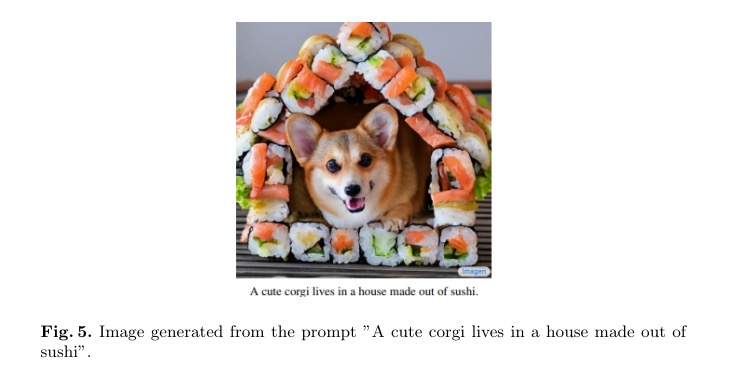 Imagen
A cute corgi lives in a house made out of sushi.
Fig. 5. Image generated from the prompt ”A cute corgi lives in a house made out of
sushi”.